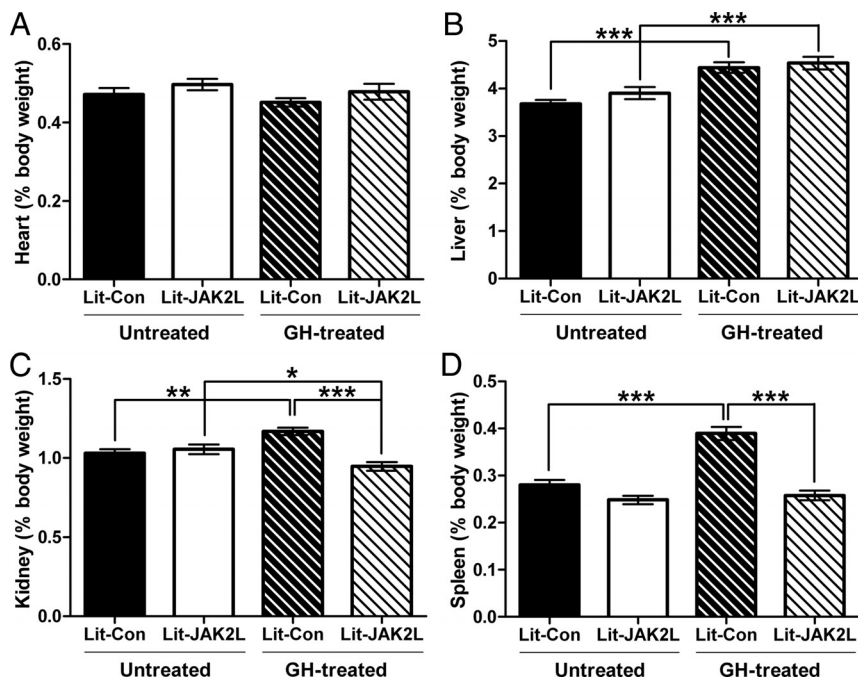 A
Heart (% body weight)
0.6
0.4
0.2
0.0
Lit-Con Lit-JAK2L Lit-Con Lit-JAK2L
Untreated GH-treated
B
Liver (% body weight)
5
4
3
2
1
0
*** ***
Lit-Con Lit-JAK2L Lit-Con Lit-JAK2L
Untreated GH-treated
C
Kidney (% body weight)
1.5
1.0
0.5
0.0
*
** ***
Lit-Con Lit-JAK2L Lit-Con Lit-JAK2L
Untreated GH-treated
D
Spleen (% body weight)
0.5
0.4
0.3
0.2
0.1
0.0
*** ***
Lit-Con Lit-JAK2L Lit-Con Lit-JAK2L
Untreated GH-treated